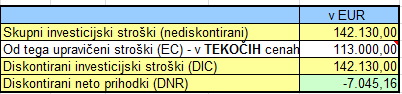 v EUR
Skupni investicijski stroški (nediskontirani) 142.130,00
Od tega upravičeni stroški (EC) - v TEKOČIH cenah 113.000,00
Diskontirani investicijski stroški (DIC) 142.130,00
Diskontirani neto prihodki (DNR) -7.045,16